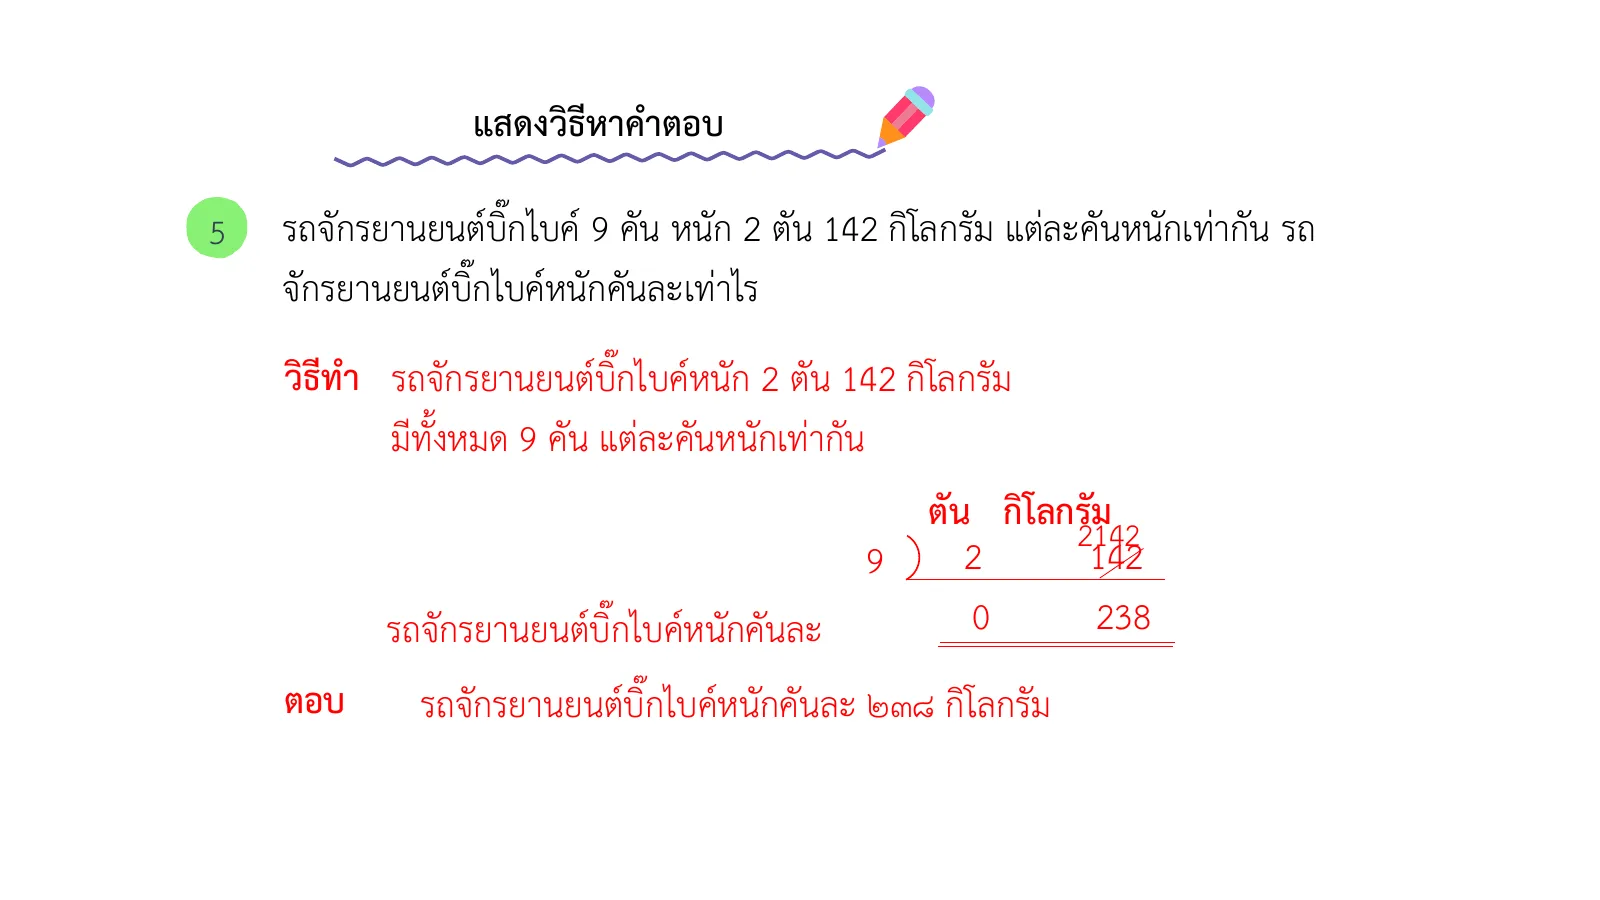 แสดงวิธีหาคำตอบ
5 รถจักรยานยนต์บิ๊กไบค์ 9 คัน หนัก 2 ตัน 142 กิโลกรัม แต่ละคันหนักเท่ากัน รถ
จักรยานยนต์บิ๊กไบค์หนักคันละเท่าไร
วิธีทำ รถจักรยานยนต์บิ๊กไบค์หนัก 2 ตัน 142 กิโลกรัม
มีทั้งหมด 9 คัน แต่ละคันหนักเท่ากัน
ตัน กิโลกรัม
2142
9 ) 2 142
รถจักรยานยนต์บิ๊กไบค์หนักคันละ 0 238
ตอบ รถจักรยานยนต์บิ๊กไบค์หนักคันละ ๒๓๘ กิโลกรัม